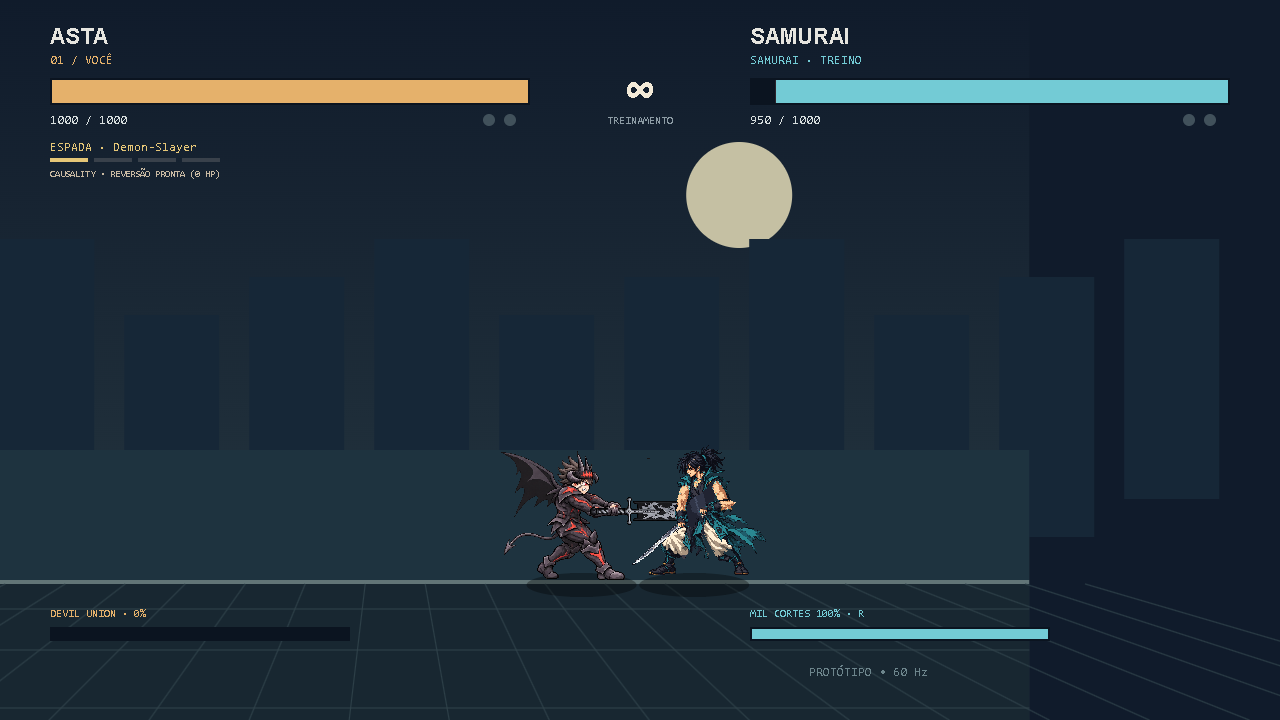 ASTA
01 / VOCÊ
1000 / 1000
ESPADA · Demon-Slayer
CAUSALITY · REVERSÃO PRONTA (0 HP)
∞
TREINAMENTO
SAMURAI
SAMURAI · TREINO
950 / 1000
DEVIL UNION · 0%
MIL CORTES 100% · R
PROTÓTIPO • 60 Hz